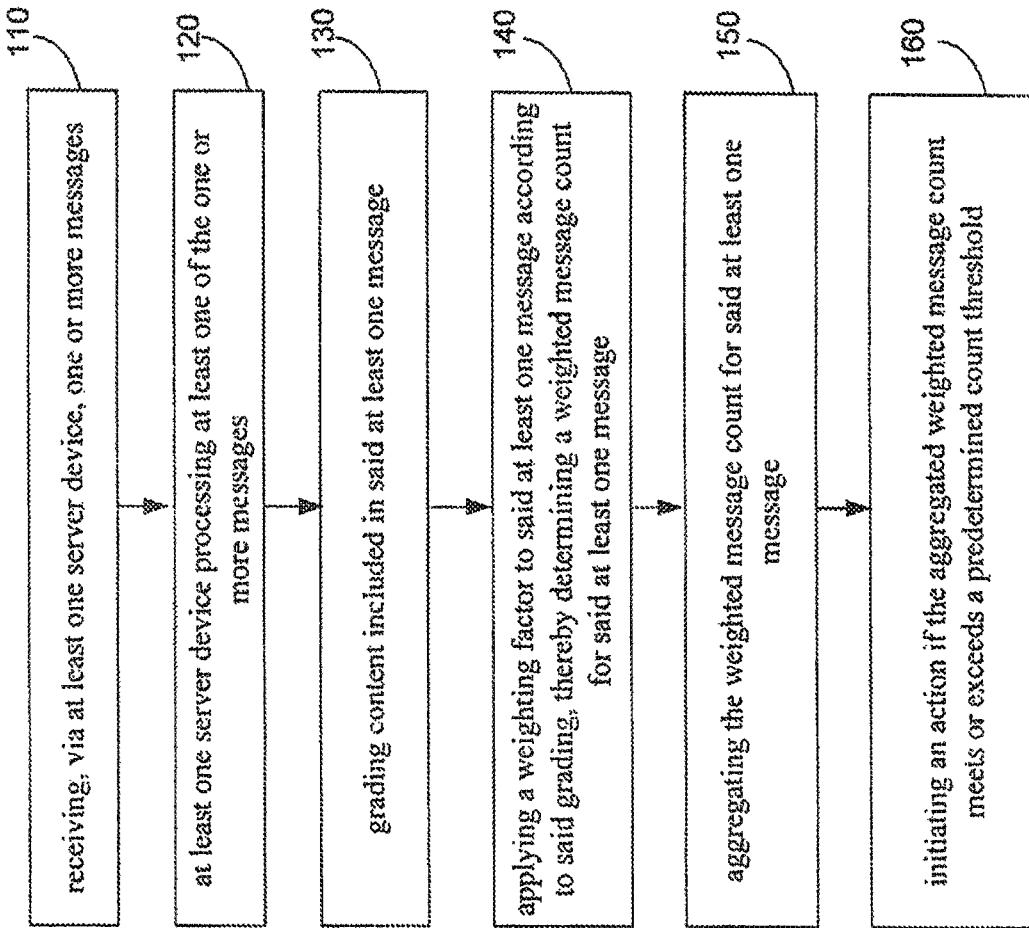 110
receiving, via at least one server device, one or more messages
120
at least one server device processing at least one of the one or
more messages
130
grading content included in said at least one message
140
applying a weighting factor to said at least one message according
to said grading, thereby determining a weighted message count
for said at least one message
150
aggregating the weighted message count for said at least one
message
160
initiating an action if the aggregated weighted message count
meets or exceeds a predetermined count threshold